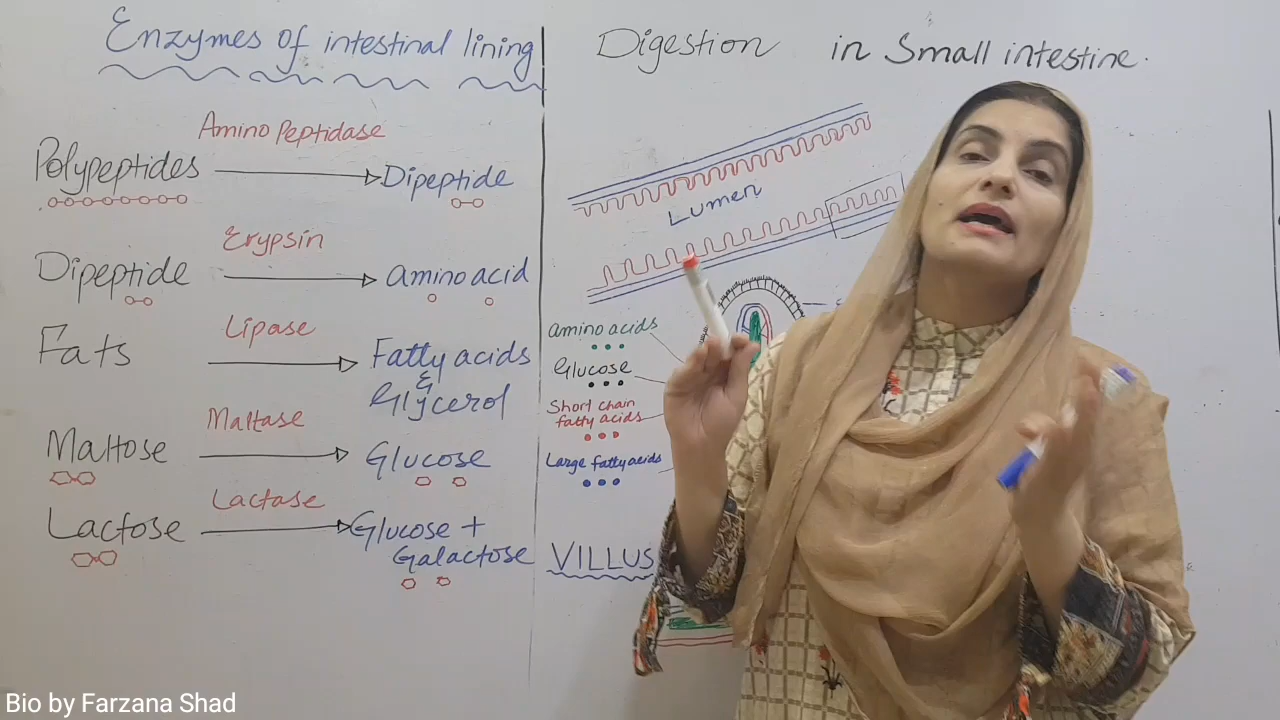 Enzymes of intestinal lining
Amino Peptidase
Polypeptides
Dipeptide
Erypsin
Dipeptide
amino acid
Lipase
Fats
Fatty acids
&
Glycerol
Maltase
Maltose
Glucose
Lactase
Lactose
Glucose +
Galactose
Digestion in Small intestine.
Lumen
amino acids
Glucose
Short chain
fatty acids
Large fatty acids
VILLUS
Bio by Farzana Shad